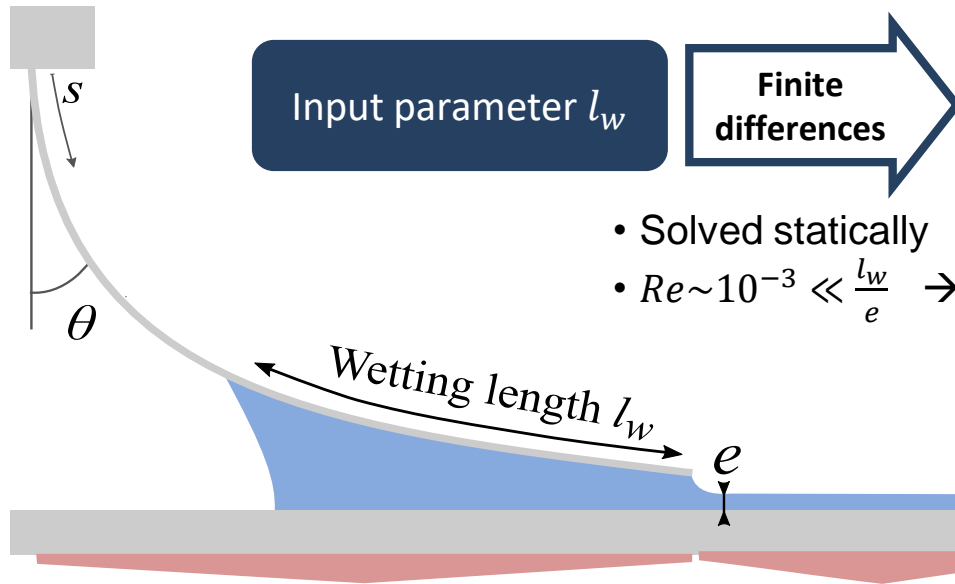 s
Input parameter l_w
Finite
differences
• Solved statically
• Re~10⁻³ ≪ l_w/e →
θ
Wetting length l_w
e